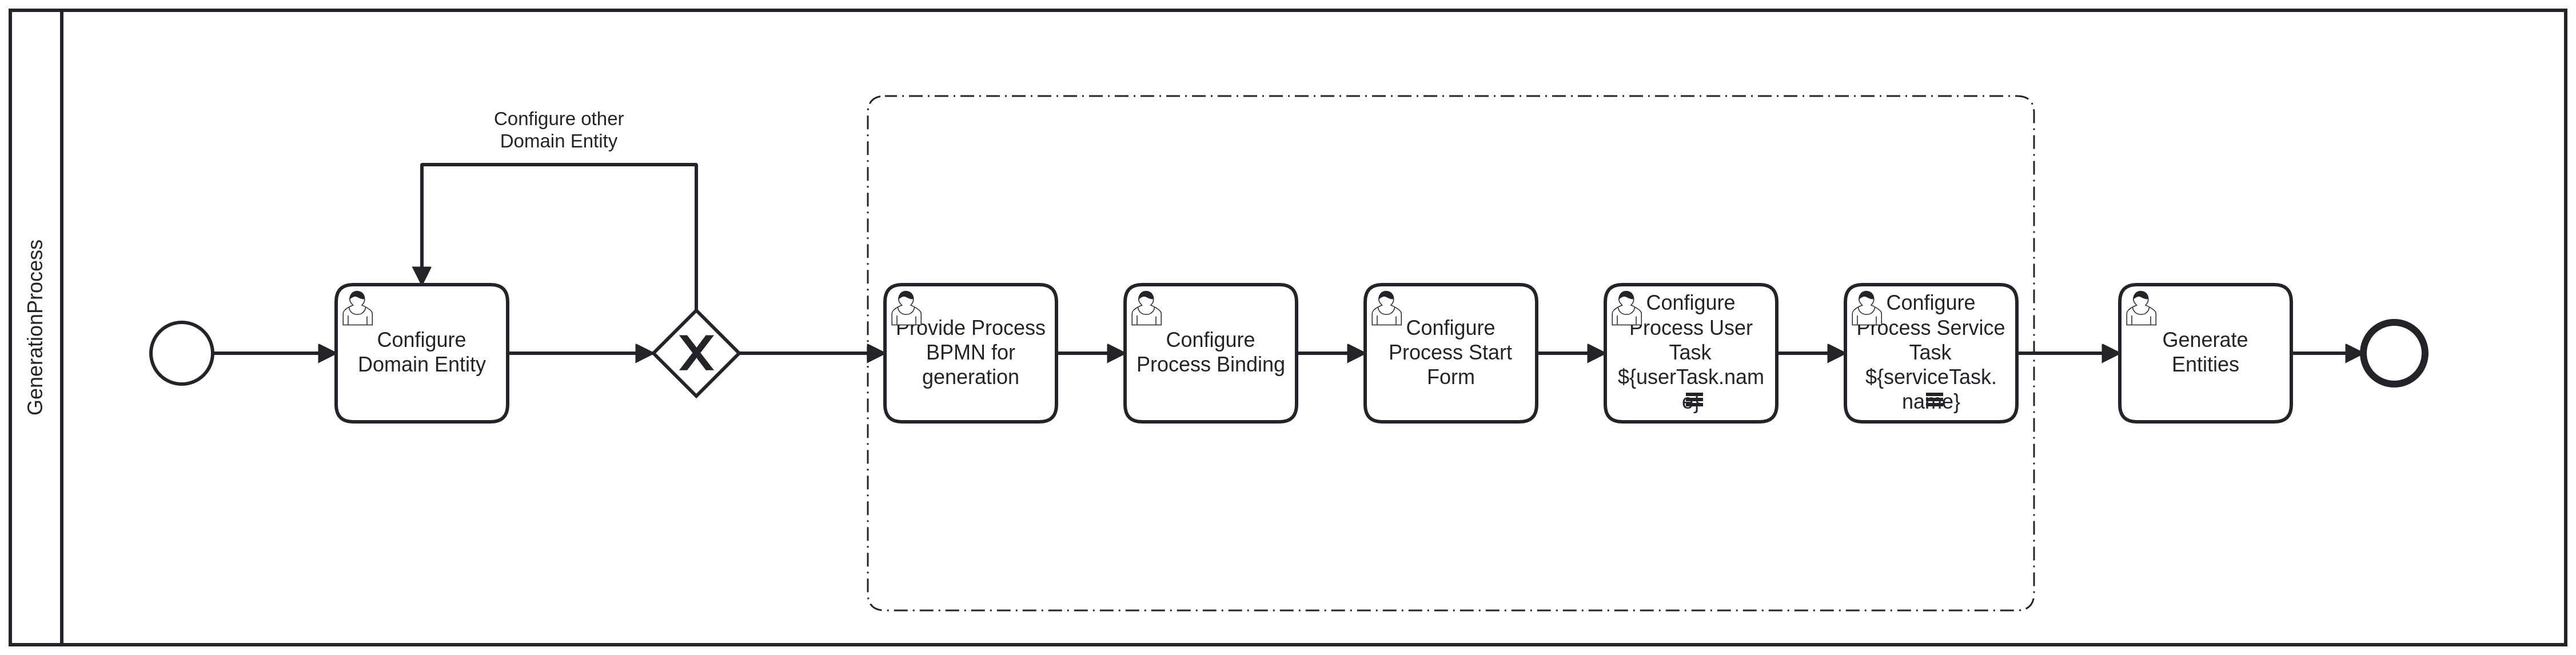 GenerationProcess
Configure other
Domain Entity
Configure
Domain Entity
X
Provide Process
BPMN for
generation
Configure
Process Binding
Configure
Process Start
Form
Configure
Process User
Task
${userTask.nam
e}
Configure
Process Service
Task
${serviceTask.
name}
Generate
Entities